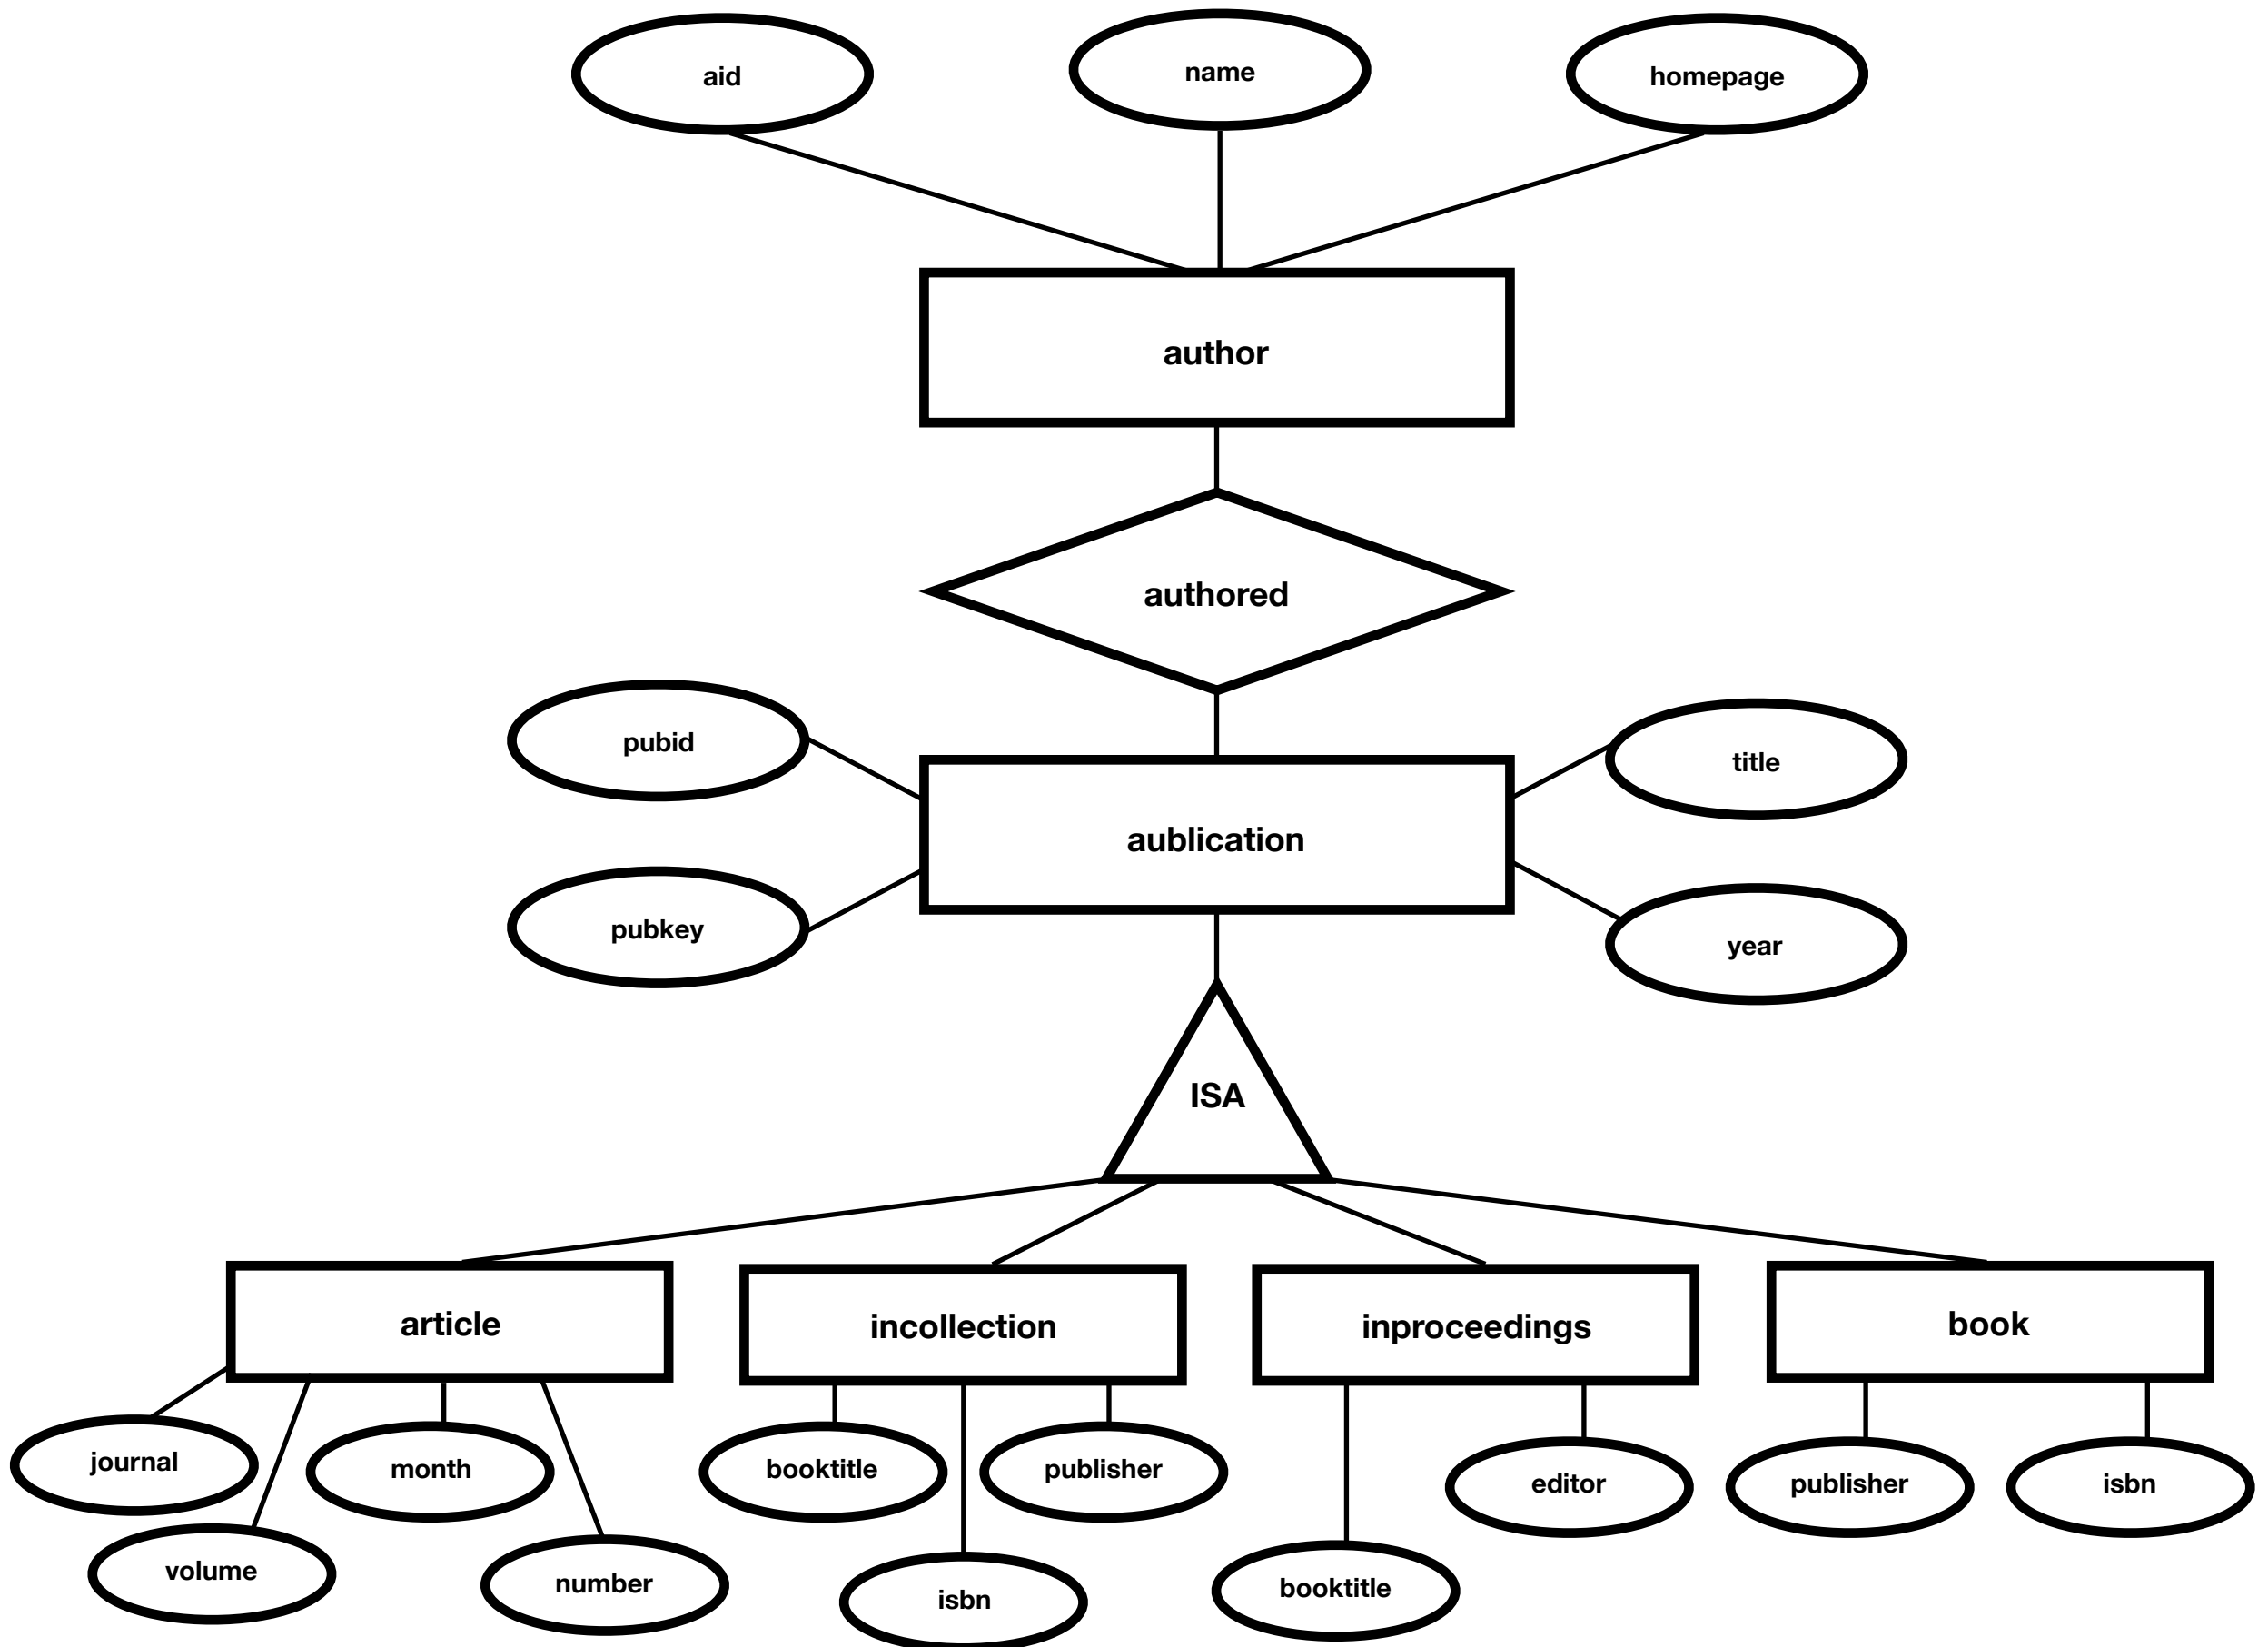 aid
name
homepage
author
authored
pubid
title
aublication
pubkey
year
ISA
article
incollection
inproceedings
book
journal
month
booktitle
publisher
editor
publisher
isbn
volume
number
isbn
booktitle